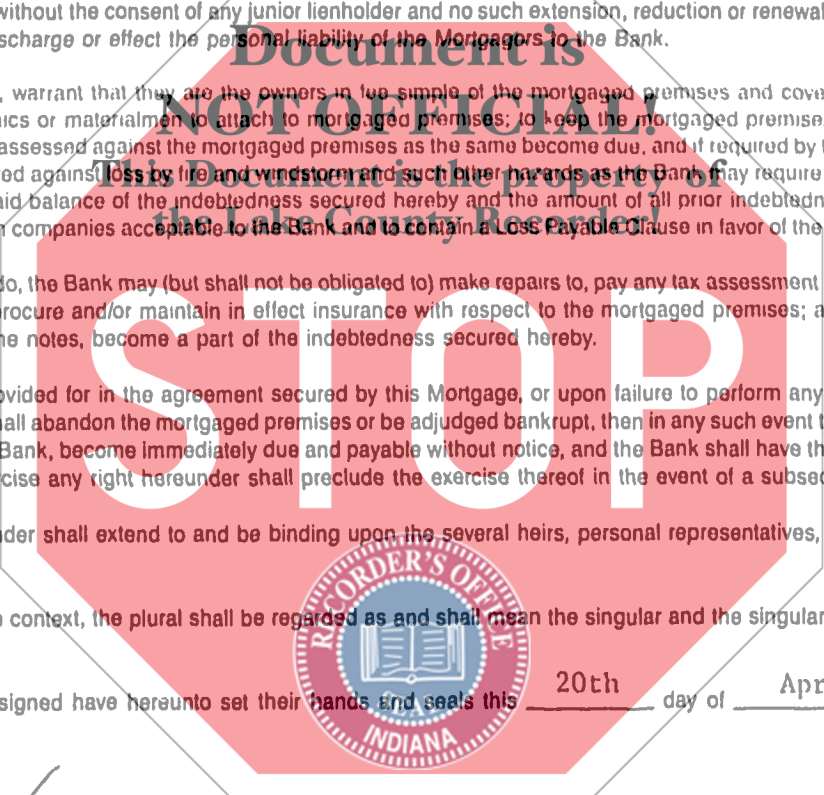 without the consent of any junior lienholder and no such extension, reduction or renewal
scharge or effect the personal liability of the Mortgagors to the Bank.
Document is
, warrant that they are the owners in fee simple of the mortgaged premises and cove
NOT OFFICIAL!
nics or materialmen to attach to mortgaged premises; to keep the mortgaged premise
assessed against the mortgaged premises as the same become due, and if required by
ed against loss by fire and windstorm and such other hazards as the Bank may require
This Document is the property of
aid balance of the indebtedness secured hereby and the amount of all prior indebtedn
the Lake County Recorder!
n companies acceptable to the Bank and to contain a Loss Payable Clause in favor of the
do, the Bank may (but shall not be obligated to) make repairs to, pay any tax assessment
procure and/or maintain in effect insurance with respect to the mortgaged premises; a
ne notes, become a part of the indebtedness secured hereby.
STOP
ovided for in the agreement secured by this Mortgage, or upon failure to perform any
hall abandon the mortgaged premises or be adjudged bankrupt, then in any such event
Bank, become immediately due and payable without notice, and the Bank shall have th
cise any right hereunder shall preclude the exercise thereof in the event of a subsec
nder shall extend to and be binding upon the several heirs, personal representatives,
RECORDER'S OFFICE
e context, the plural shall be regarded as and shall mean the singular and the singular
signed have hereunto set their hands and seals this 20th day of Apr
SEAL
INDIANA